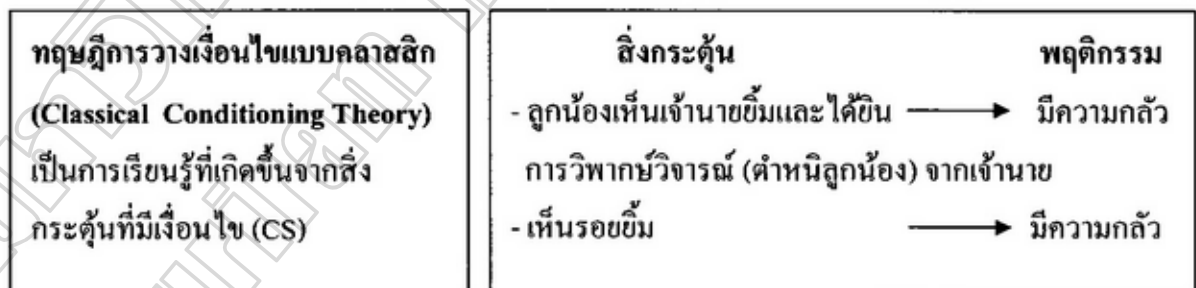 ทฤษฎีการวางเงื่อนไขแบบคลาสสิก
(Classical Conditioning Theory)
เป็นการเรียนรู้ที่เกิดขึ้นจากสิ่ง
กระตุ้นที่มีเงื่อนไข (CS)
สิ่งกระตุ้น พฤติกรรม
- ลูกน้องเห็นเจ้านายยิ้มและได้ยิน → มีความกลัว
การวิพากษ์วิจารณ์ (ตำหนิลูกน้อง) จากเจ้านาย
- เห็นรอยยิ้ม → มีความกลัว